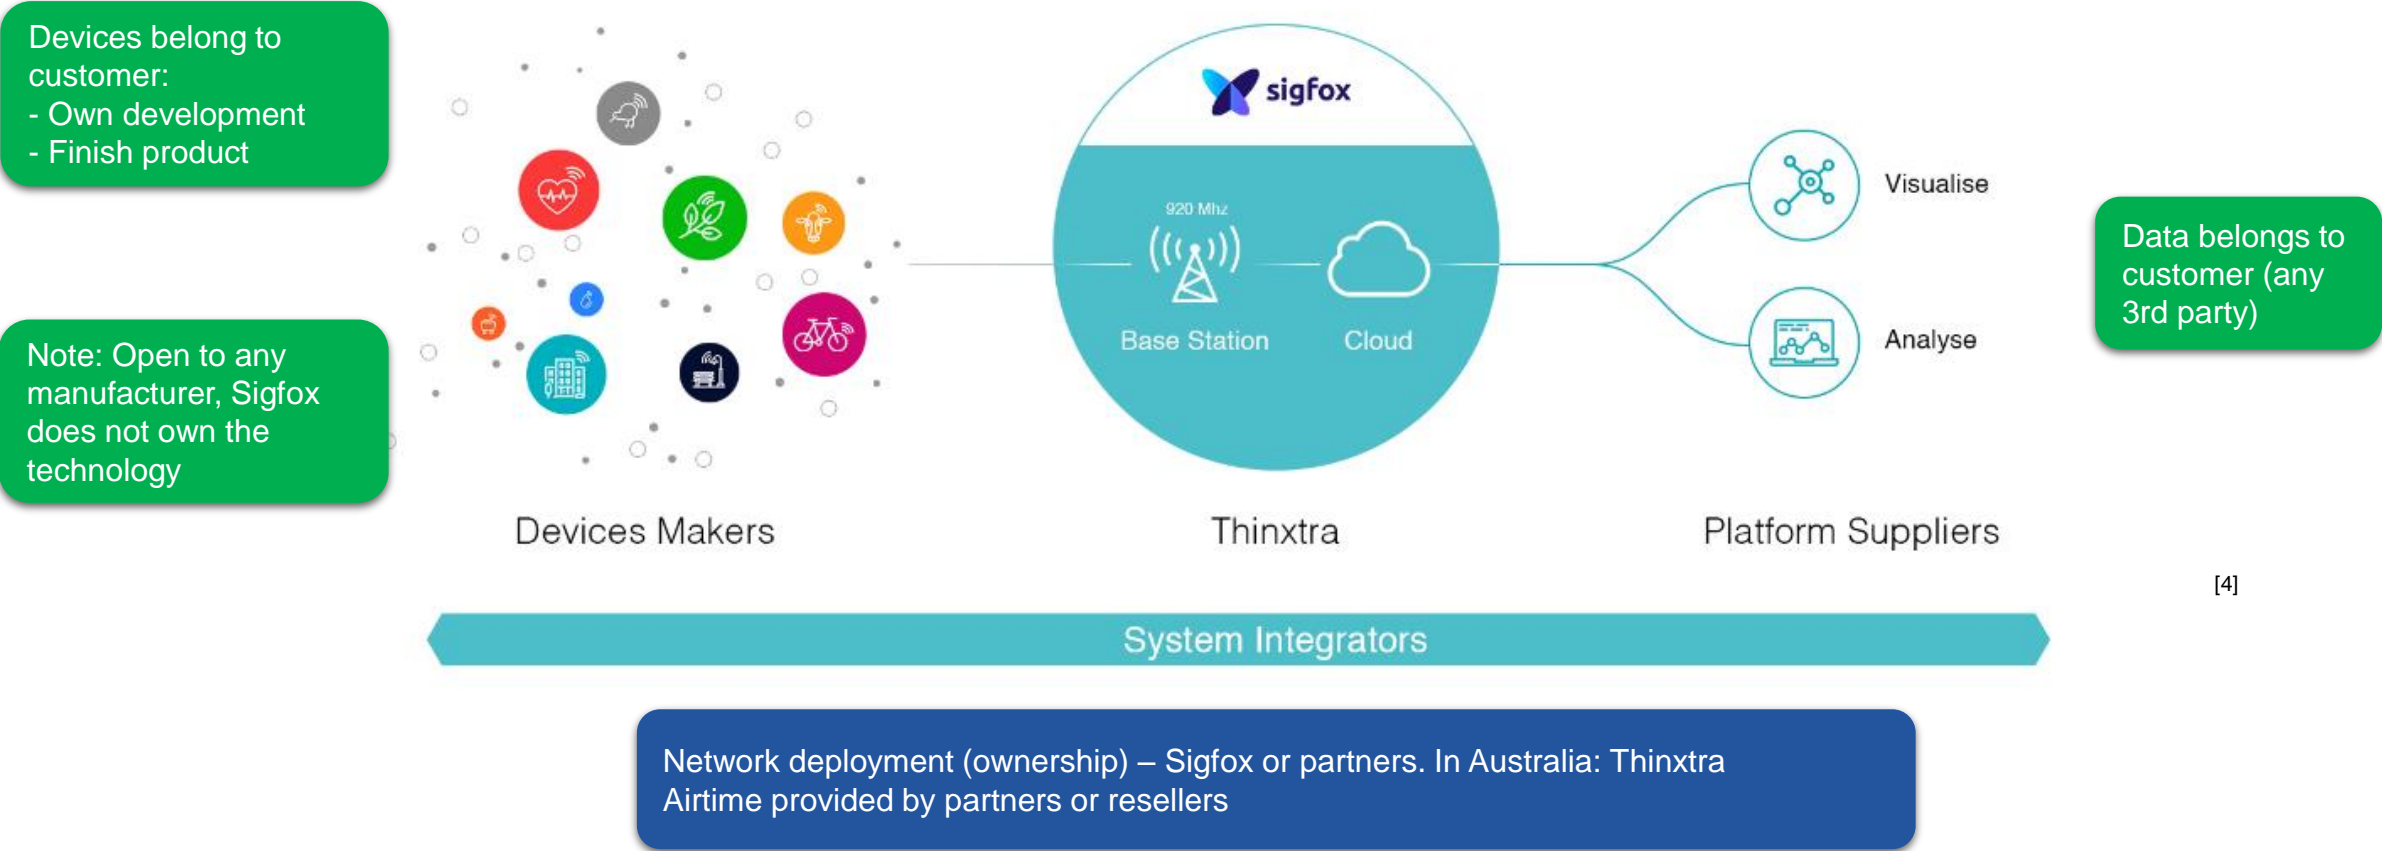 Devices belong to
customer:
- Own development
- Finish product
Note: Open to any
manufacturer, Sigfox
does not own the
technology
Devices Makers
sigfox
920 Mhz
Base Station
Cloud
Thinxtra
Visualise
Analyse
Platform Suppliers
Data belongs to
customer (any
3rd party)
[4]
System Integrators
Network deployment (ownership) – Sigfox or partners. In Australia: Thinxtra
Airtime provided by partners or resellers